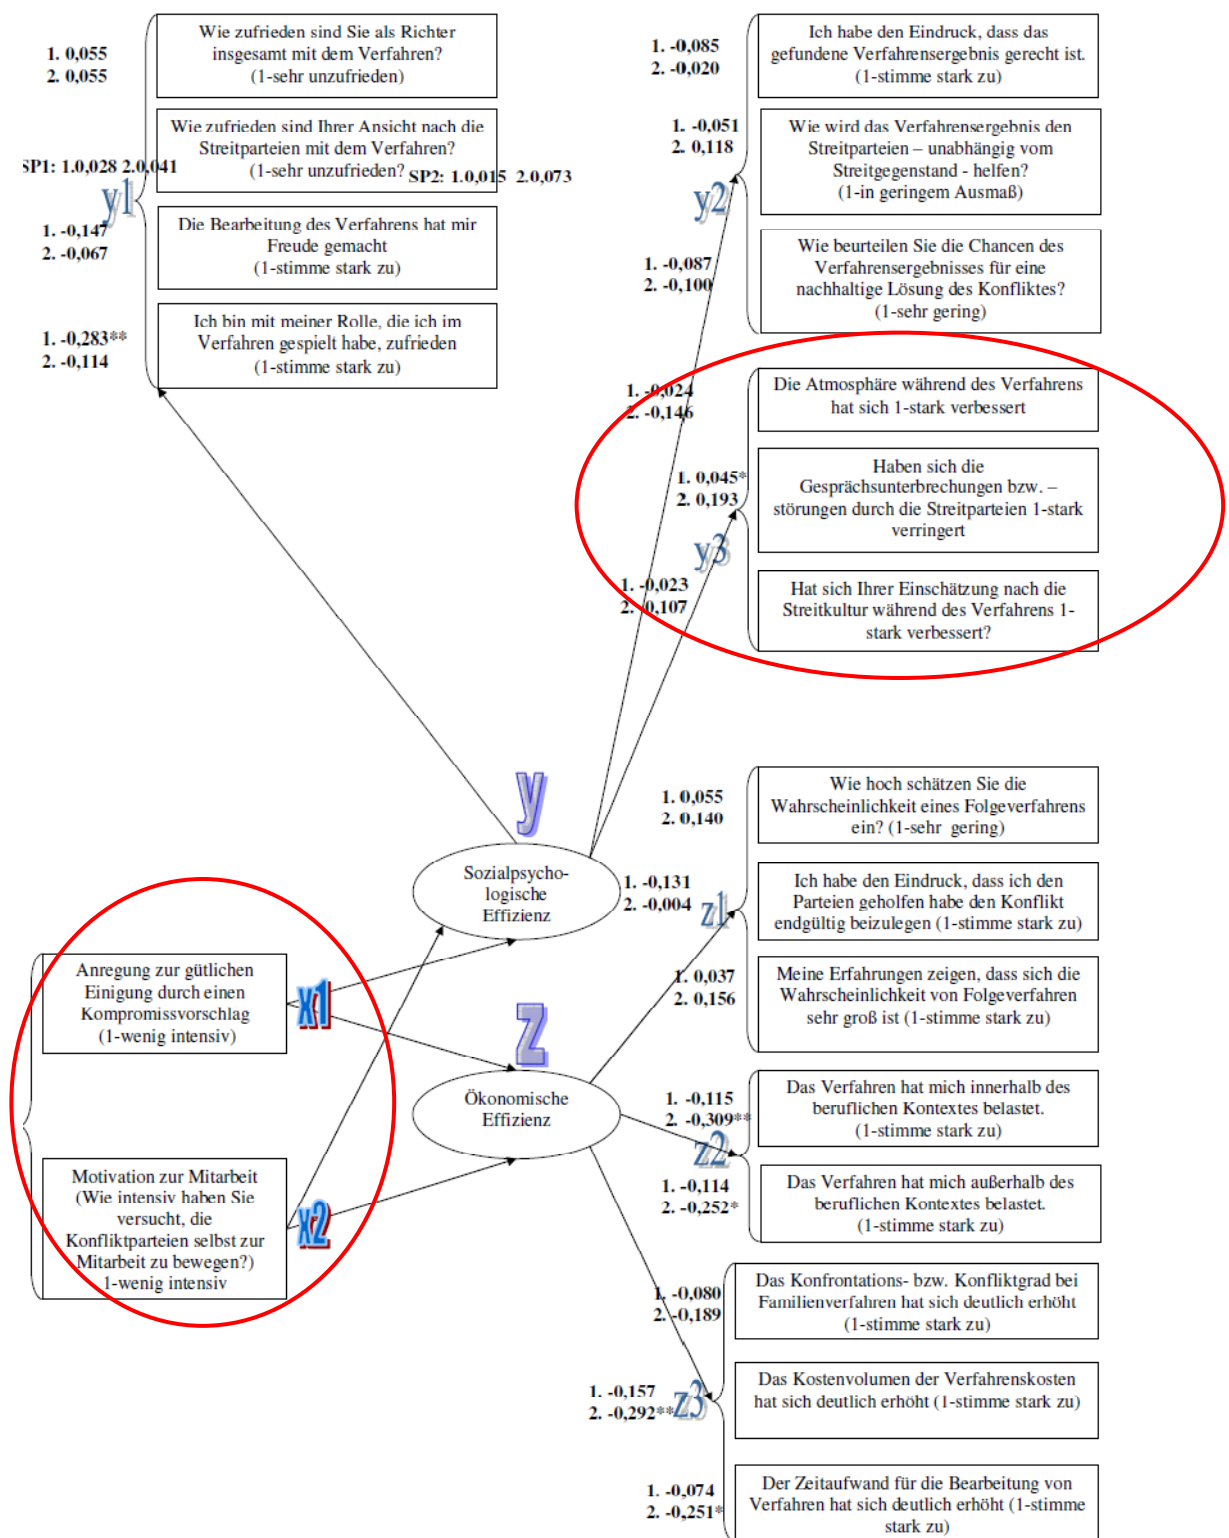 1. 0,055
2. 0,055
Wie zufrieden sind Sie als Richter
insgesamt mit dem Verfahren?
(1-sehr unzufrieden)
Wie zufrieden sind Ihrer Ansicht nach die
Streitparteien mit dem Verfahren?
(1-sehr unzufrieden?
SP1: 1.0,028 2.0,041
SP2: 1.0,015 2.0,073
y1
1. -0,147
2. -0,067
Die Bearbeitung des Verfahrens hat mir
Freude gemacht
(1-stimme stark zu)
1. -0,283**
2. -0,114
Ich bin mit meiner Rolle, die ich im
Verfahren gespielt habe, zufrieden
(1-stimme stark zu)
1. -0,085
2. -0,020
Ich habe den Eindruck, dass das
gefundene Verfahrensergebnis gerecht ist.
(1-stimme stark zu)
1. -0,051
2. 0,118
Wie wird das Verfahrensergebnis den
Streitparteien – unabhängig vom
Streitgegenstand - helfen?
(1-in geringem Ausmaß)
y2
1. -0,087
2. -0,100
Wie beurteilen Sie die Chancen des
Verfahrensergebnisses für eine
nachhaltige Lösung des Konfliktes?
(1-sehr gering)
1. -0,024
2. -0,146
Die Atmosphäre während des Verfahrens
hat sich 1-stark verbessert
1. 0,045*
2. 0,193
Haben sich die
Gesprächsunterbrechungen bzw. –
störungen durch die Streitparteien 1-stark
verringert
y3
1. -0,023
2. -0,107
Hat sich Ihrer Einschätzung nach die
Streitkultur während des Verfahrens 1-
stark verbessert?
y
Sozialpsycho-
logische
Effizienz
Anregung zur gütlichen
Einigung durch einen
Kompromissvorschlag
(1-wenig intensiv)
x1
z
Ökonomische
Effizienz
Motivation zur Mitarbeit
(Wie intensiv haben Sie
versucht, die
Konfliktparteien selbst zur
Mitarbeit zu bewegen?)
1-wenig intensiv
x2
1. 0,055
2. 0,140
Wie hoch schätzen Sie die
Wahrscheinlichkeit eines Folgeverfahrens
ein? (1-sehr gering)
1. -0,131
2. -0,004
z1
Ich habe den Eindruck, dass ich den
Parteien geholfen habe den Konflikt
endgültig beizulegen (1-stimme stark zu)
1. 0,037
2. 0,156
Meine Erfahrungen zeigen, dass sich die
Wahrscheinlichkeit von Folgeverfahren
sehr groß ist (1-stimme stark zu)
1. -0,115
2. -0,309**
Das Verfahren hat mich innerhalb des
beruflichen Kontextes belastet.
(1-stimme stark zu)
z2
1. -0,114
2. -0,252*
Das Verfahren hat mich außerhalb des
beruflichen Kontextes belastet.
(1-stimme stark zu)
1. -0,080
2. -0,189
Das Konfrontations- bzw. Konfliktgrad bei
Familienverfahren hat sich deutlich erhöht
(1-stimme stark zu)
1. -0,157
2. -0,292**
z3
Das Kostenvolumen der Verfahrenskosten
hat sich deutlich erhöht (1-stimme stark zu)
1. -0,074
2. -0,251*
Der Zeitaufwand für die Bearbeitung von
Verfahren hat sich deutlich erhöht (1-stimme
stark zu)